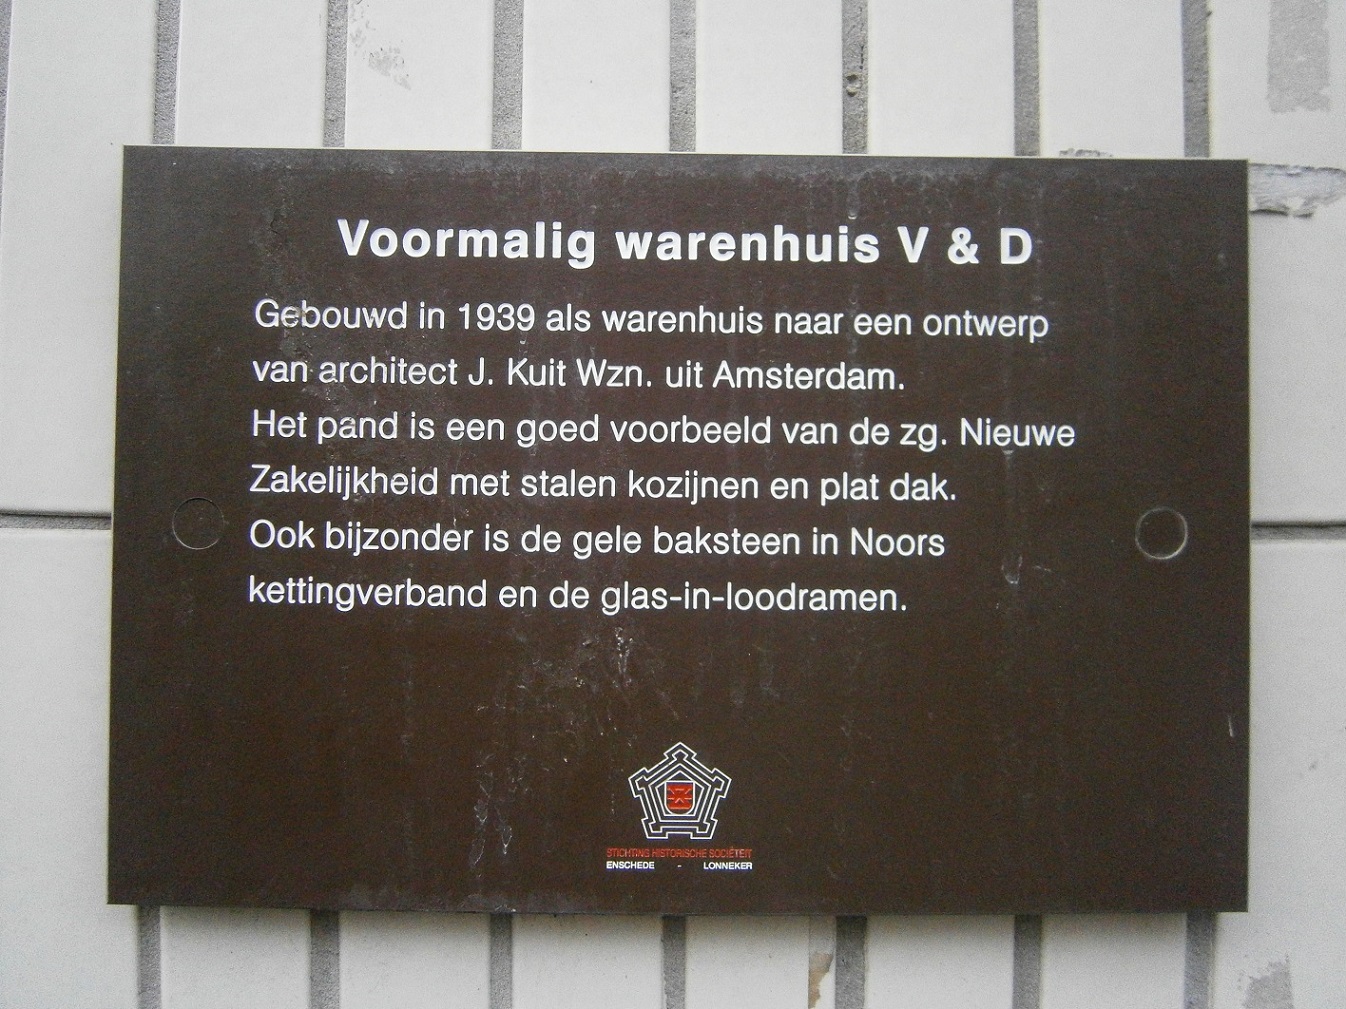 Voormalig warenhuis V & D
Gebouwd in 1939 als warenhuis naar een ontwerp
van architect J. Kuit Wzn. uit Amsterdam.
Het pand is een goed voorbeeld van de zg. Nieuwe
Zakelijkheid met stalen kozijnen en plat dak.
Ook bijzonder is de gele baksteen in Noors
kettingverband en de glas-in-loodramen.
STICHTING HISTORISCHE SOCIËTEIT
ENSCHEDE - LONNEKER